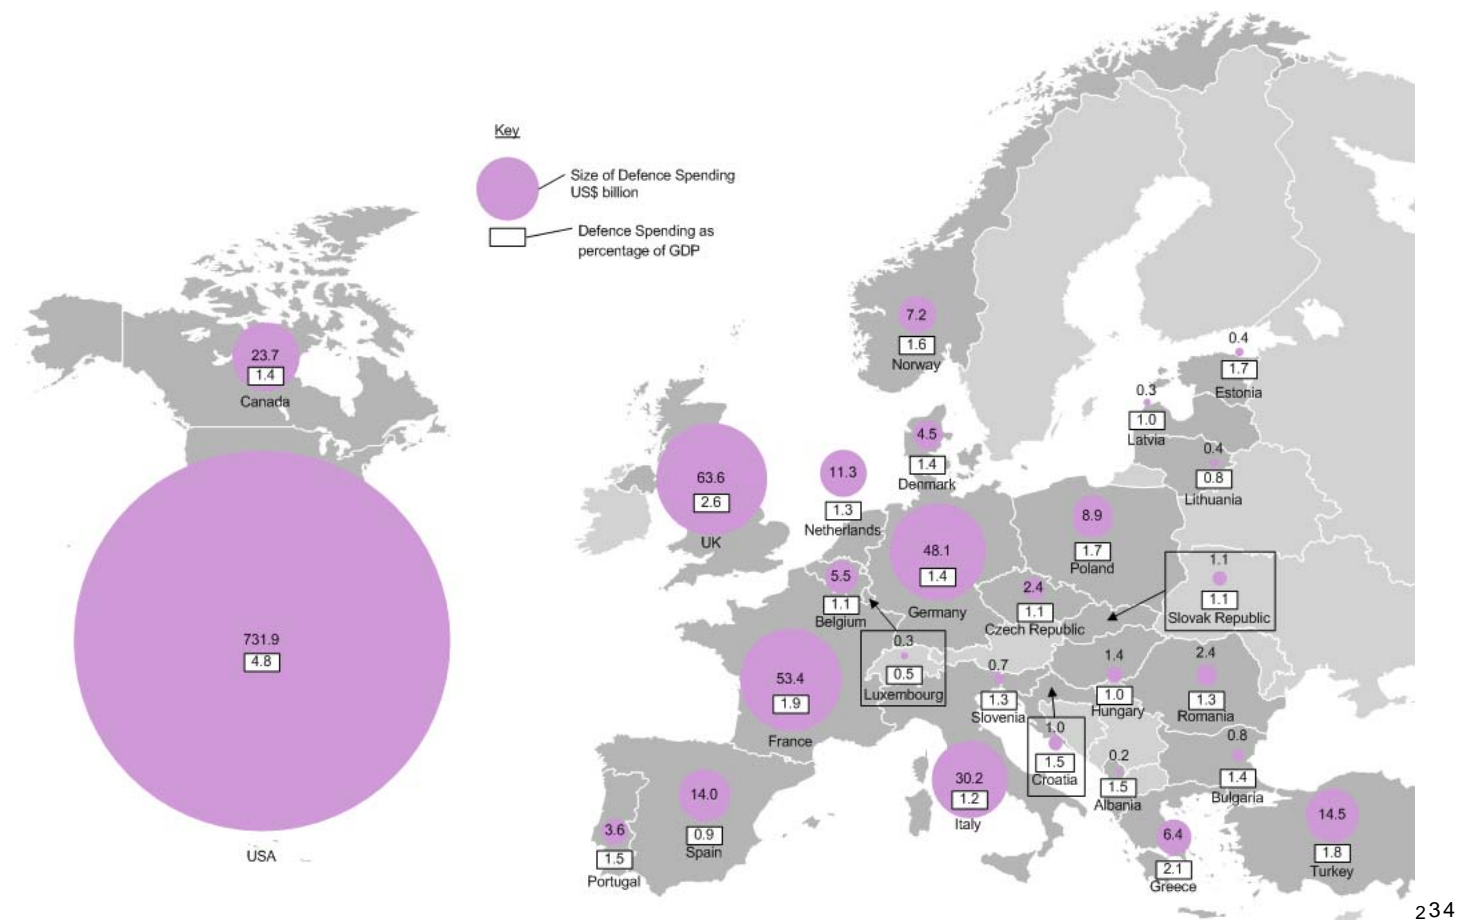 Key
Size of Defence Spending
US$ billion
Defence Spending as
percentage of GDP
23.7
1.4
Canada
731.9
4.8
USA
7.2
1.6
Norway
0.4
1.7
Estonia
0.3
1.0
Latvia
0.4
0.8
Lithuania
63.6
2.6
UK
11.3
1.3
Netherlands
4.5
1.4
Denmark
48.1
1.4
Germany
8.9
1.7
Poland
5.5
1.1
Belgium
2.4
1.1
Czech Republic
1.1
1.1
Slovak Republic
53.4
1.9
France
0.3
0.5
Luxembourg
0.7
1.3
Slovenia
1.4
1.0
Hungary
2.4
1.3
Romania
1.0
1.5
Croatia
0.2
1.5
Albania
0.8
1.4
Bulgaria
30.2
1.2
Italy
14.0
0.9
Spain
3.6
1.5
Portugal
6.4
2.1
Greece
14.5
1.8
Turkey
234